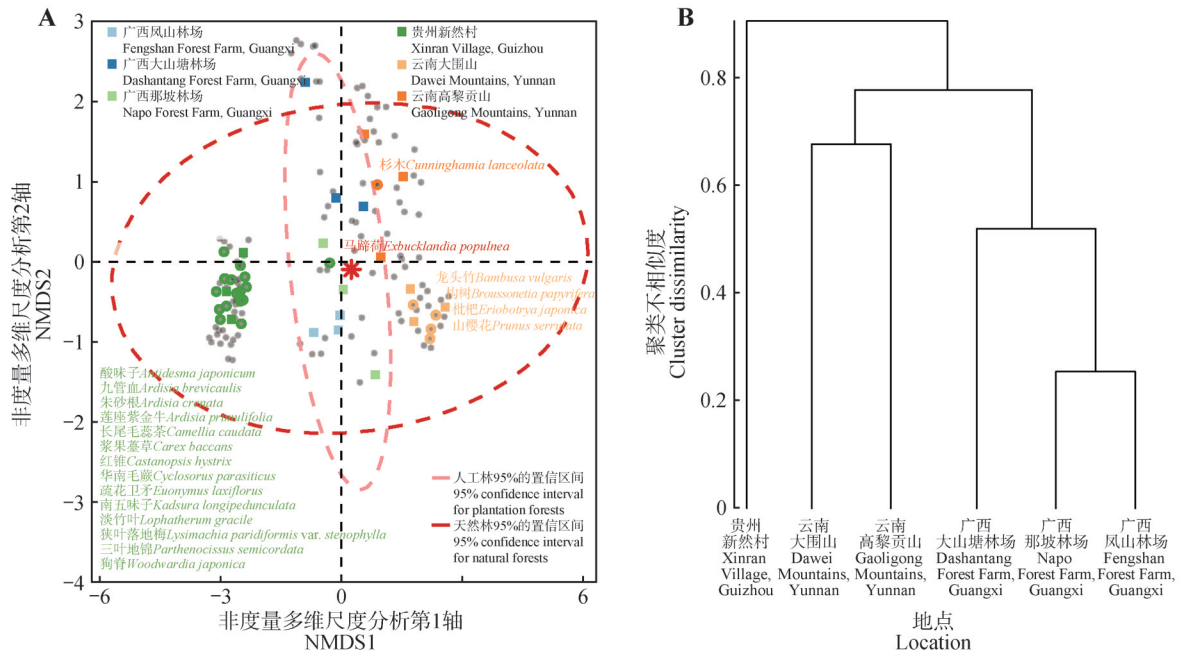 A
广西凤山林场
Fengshan Forest Farm, Guangxi
广西大山塘林场
Dashantang Forest Farm, Guangxi
广西那坡林场
Napo Forest Farm, Guangxi
贵州新然村
Xinran Village, Guizhou
云南大围山
Dawei Mountains, Yunnan
云南高黎贡山
Gaoligong Mountains, Yunnan
3
2
1
0
−1
−2
−3
−4
非度量多维尺度分析第2轴
NMDS2
杉木Cunninghamia lanceolata
马蹄荷Exbucklandia populnea
龙头竹Bambusa vulgaris
构树Broussonetia papyrifera
枇杷Eriobotrya japonica
山樱花Prunus serrulata
酸味子Antidesma japonicum
九管血Ardisia brevicaulis
朱砂根Ardisia crenata
莲座紫金牛Ardisia primulifolia
长尾毛蕊茶Camellia caudata
浆果薹草Carex baccans
红锥Castanopsis hystrix
华南毛蕨Cyclosorus parasiticus
疏花卫矛Euonymus laxiflorus
南五味子Kadsura longipedunculata
淡竹叶Lophatherum gracile
狭叶落地梅Lysimachia paridiformis var. stenophylla
三叶地锦Parthenocissus semicordata
狗脊Woodwardia japonica
人工林95%的置信区间
95% confidence interval
for plantation forests
天然林95%的置信区间
95% confidence interval
for natural forests
−6
−3
0
3
6
非度量多维尺度分析第1轴
NMDS1
B
0.8
0.6
0.4
0.2
0
聚类不相似度
Cluster dissimilarity
贵州
新然村
Xinran
Village,
Guizhou
云南
大围山
Dawei
Mountains,
Yunnan
云南
高黎贡山
Gaoligong
Mountains,
Yunnan
广西
大山塘林场
Dashantang
Forest Farm,
Guangxi
广西
那坡林场
Napo
Forest Farm,
Guangxi
广西
凤山林场
Fengshan
Forest Farm,
Guangxi
地点
Location